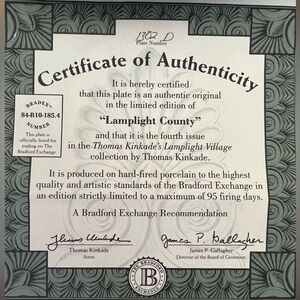 Plate Number
Certificate of Authenticity
It is hereby certified
that this plate is an authentic original
in the limited edition of
"Lamplight County"
and that it is the fourth issue
in the Thomas Kinkade's Lamplight Village
collection by Thomas Kinkade.
BRADEX®
84-B10-185.4
NUMBER
This plate is
officially listed for
trading on The
Bradford Exchange
It is produced on hard-fired porcelain to the highest
quality and artistic standards of the Bradford Exchange in
an edition strictly limited to a maximum of 95 firing days.
A Bradford Exchange Recommendation
Thomas Kinkade
James P. Gallagher
Thomas Kinkade
Artist
James P. Gallagher
Director of the Board of Governors
B